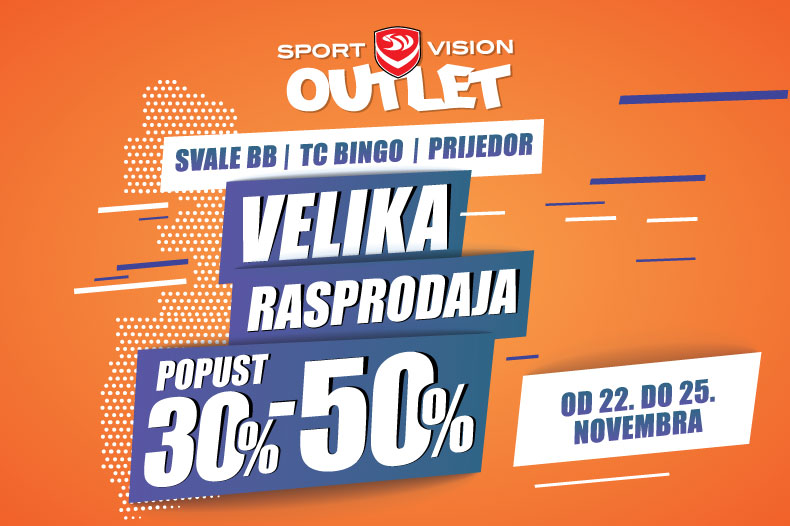 SPORT VISION
OUTLET
SVALE BB | TC BINGO | PRIJEDOR
VELIKA
RASPRODAJA
POPUST
30%-50%
OD 22. DO 25.
NOVEMBRA